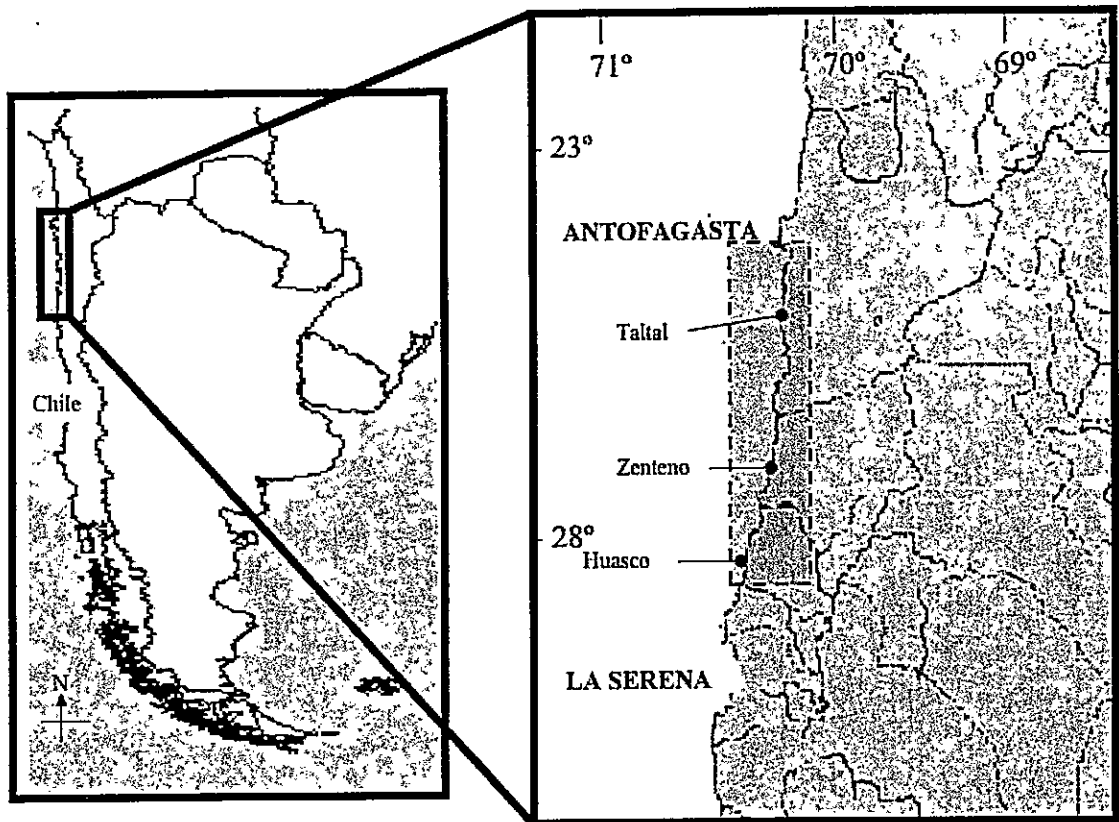 Chile
N
71°
70°
69°
23°
ANTOFAGASTA
Taltal
Zenteno
28°
Huasco
LA SERENA